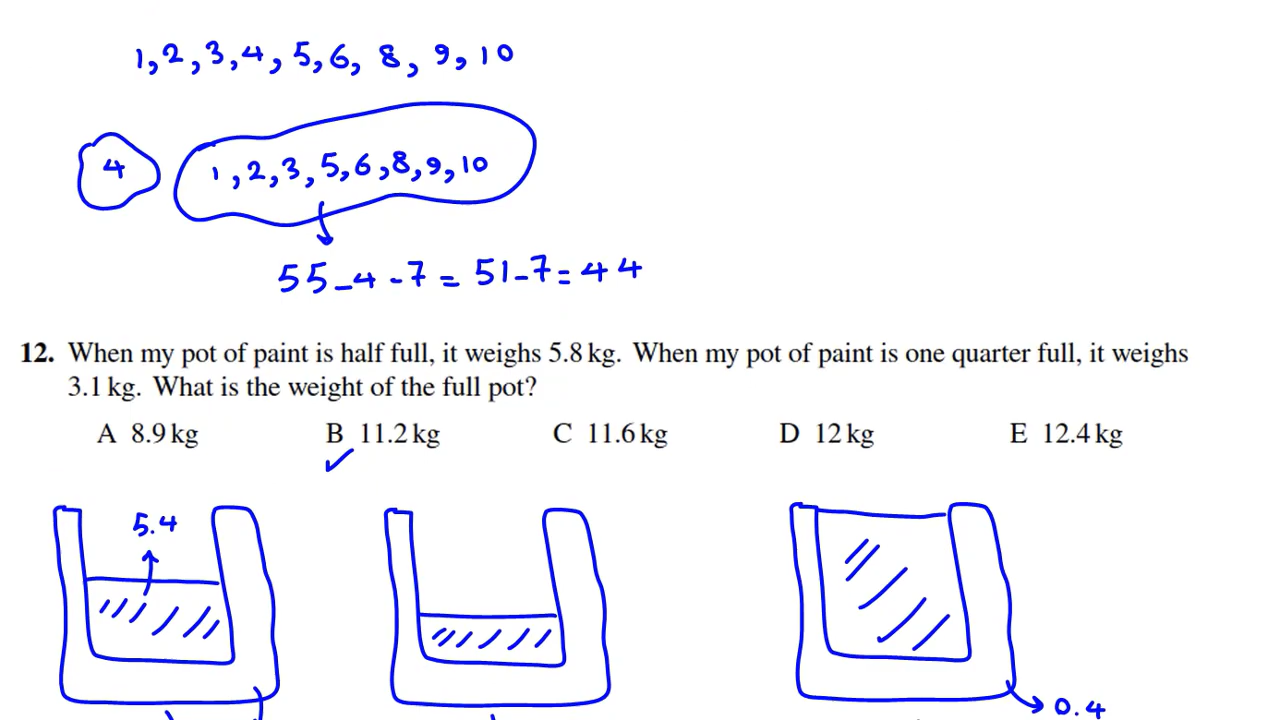 1, 2, 3, 4, 5, 6, 8, 9, 10
4 1, 2, 3, 5, 6, 8, 9, 10
55 - 4 - 7 = 51 - 7 = 44
12. When my pot of paint is half full, it weighs 5.8 kg. When my pot of paint is one quarter full, it weighs
3.1 kg. What is the weight of the full pot?
A 8.9 kg B 11.2 kg C 11.6 kg D 12 kg E 12.4 kg
5.4
0.4